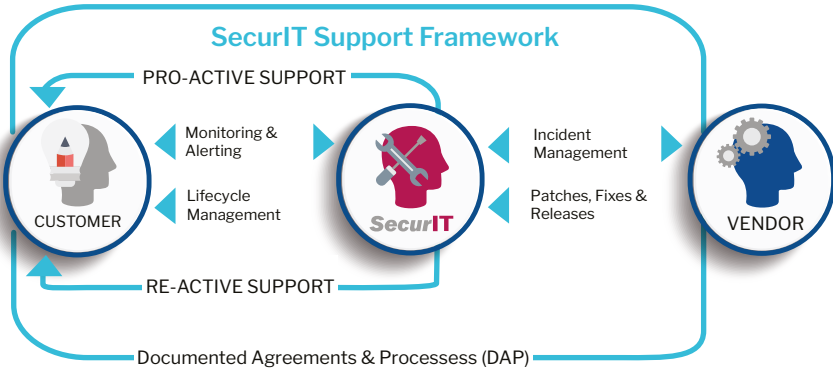 SecurIT Support Framework
PRO-ACTIVE SUPPORT
Monitoring &
Alerting
Incident
Management
Lifecycle
Management
Patches, Fixes &
Releases
CUSTOMER
SecurIT
VENDOR
RE-ACTIVE SUPPORT
Documented Agreements & Processess (DAP)